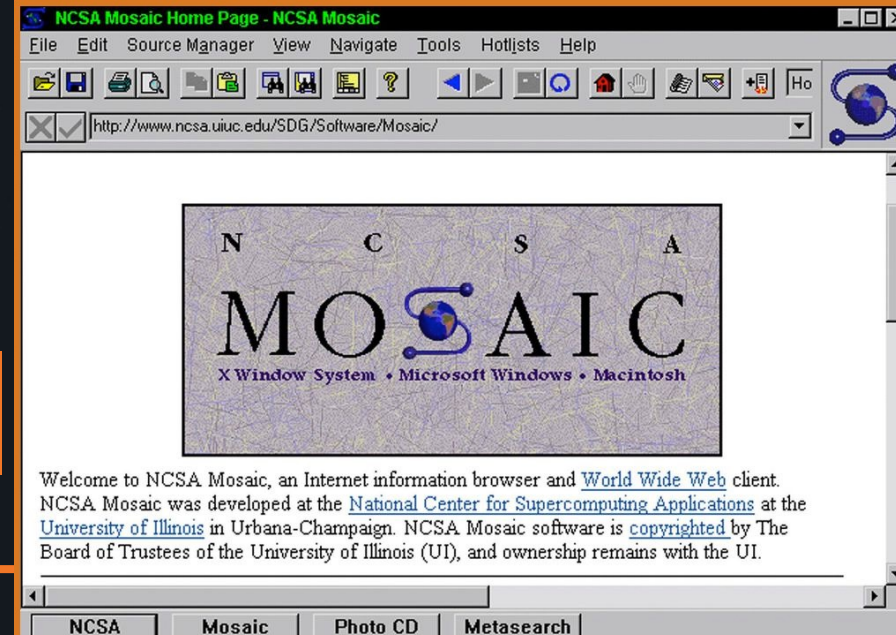 NCSA Mosaic Home Page - NCSA Mosaic
File Edit Source Manager View Navigate Tools Hotlists Help
Ho
http://www.ncsa.uiuc.edu/SDG/Software/Mosaic/
N C S A
MOSAIC
X Window System • Microsoft Windows • Macintosh
Welcome to NCSA Mosaic, an Internet information browser and World Wide Web client.
NCSA Mosaic was developed at the National Center for Supercomputing Applications at the
University of Illinois in Urbana-Champaign. NCSA Mosaic software is copyrighted by The
Board of Trustees of the University of Illinois (UI), and ownership remains with the UI.
NCSA Mosaic Photo CD Metasearch